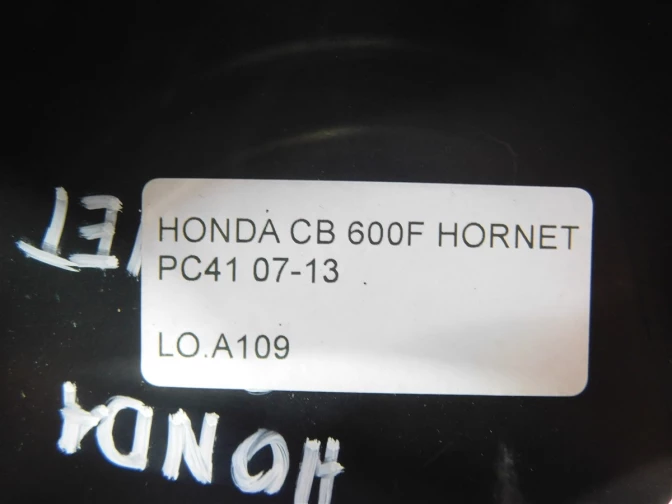 HONDA CB 600F HORNET
PC41 07-13
LO.A109
HONDA